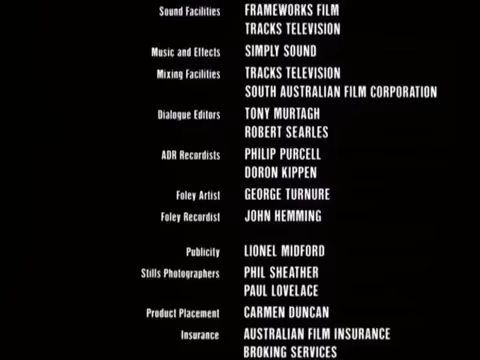 Sound Facilities FRAMEWORKS FILM
TRACKS TELEVISION
Music and Effects SIMPLY SOUND
Mixing Facilities TRACKS TELEVISION
SOUTH AUSTRALIAN FILM CORPORATION
Dialogue Editors TONY MURTAGH
ROBERT SEARLES
ADR Recordists PHILIP PURCELL
DORON KIPPEN
Foley Artist GEORGE TURNURE
Foley Recordist JOHN HEMMING
Publicity LIONEL MIDFORD
Stills Photographers PHIL SHEATHER
PAUL LOVELACE
Product Placement CARMEN DUNCAN
Insurance AUSTRALIAN FILM INSURANCE
BROKING SERVICES